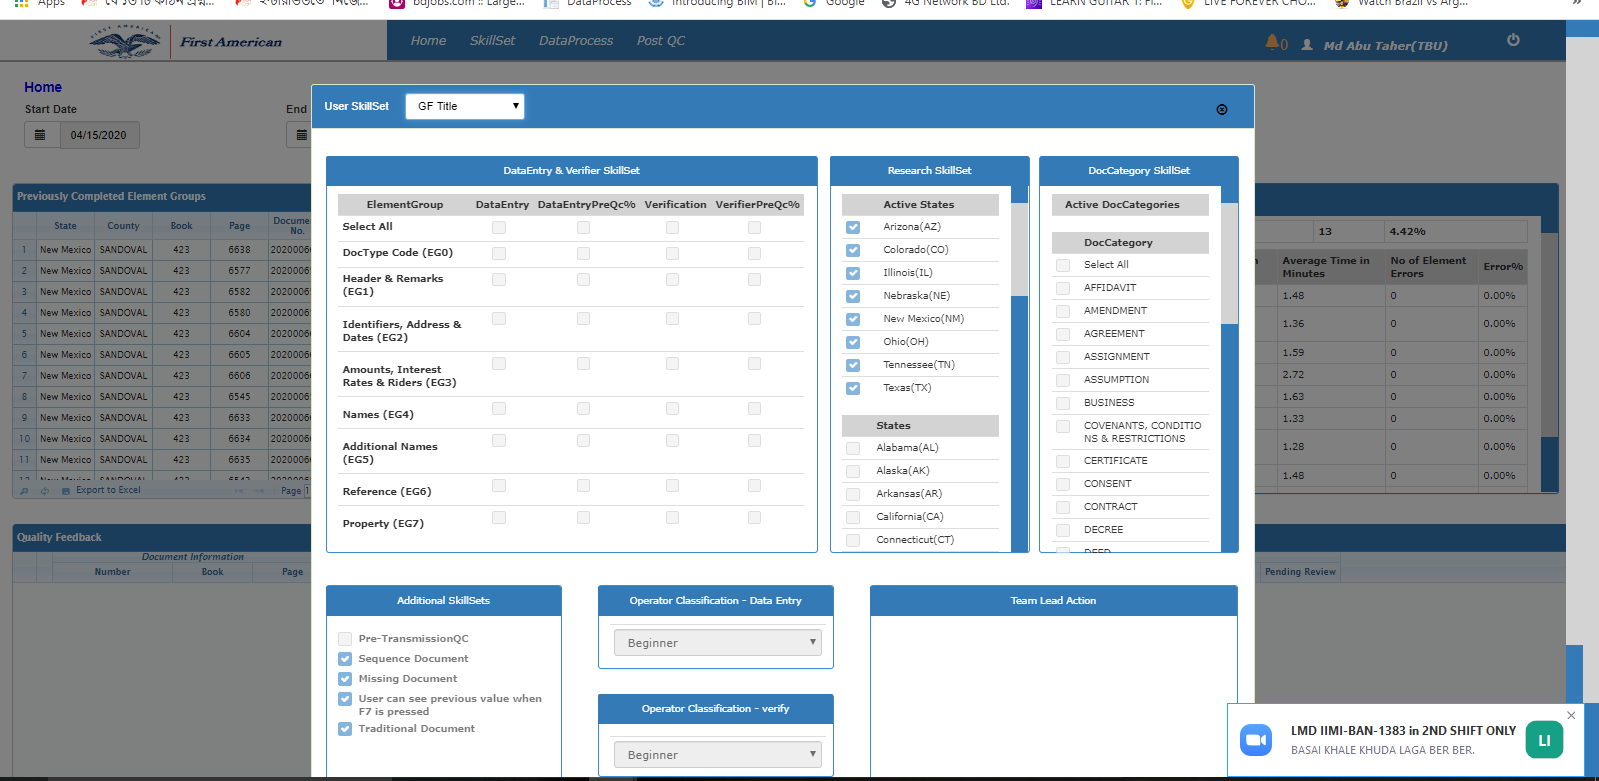 Apps
bdjobs.com :: Large...
DataProcess
Introducing BIM | BI...
Google
4G Network BD Ltd.
LEARN GUITAR 1: FI...
LIVE FOREVER CHO...
Watch Brazil vs Arg...
»
FIRST AMERICAN
First American
Home SkillSet DataProcess Post QC
0 Md Abu Taher(TBU)
Home
Start Date
End
04/15/2020
User SkillSet GF Title
Previously Completed Element Groups
State County Book Page Docume No.
1 New Mexico SANDOVAL 423 6638 2020006
2 New Mexico SANDOVAL 423 6577 2020006
3 New Mexico SANDOVAL 423 6582 2020006
4 New Mexico SANDOVAL 423 6580 2020006
5 New Mexico SANDOVAL 423 6604 2020006
6 New Mexico SANDOVAL 423 6605 2020006
7 New Mexico SANDOVAL 423 6606 2020006
8 New Mexico SANDOVAL 423 6545 2020006
9 New Mexico SANDOVAL 423 6633 2020006
10 New Mexico SANDOVAL 423 6634 2020006
11 New Mexico SANDOVAL 423 6635 2020006
Export to Excel
Page 1
Quality Feedback
Document Information
Number Book Page
DataEntry & Verifier SkillSet
ElementGroup DataEntry DataEntryPreQc% Verification VerifierPreQc%
Select All
DocType Code (EG0)
Header & Remarks
(EG1)
Identifiers, Address &
Dates (EG2)
Amounts, Interest
Rates & Riders (EG3)
Names (EG4)
Additional Names
(EG5)
Reference (EG6)
Property (EG7)
Research SkillSet
Active States
Arizona(AZ)
Colorado(CO)
Illinois(IL)
Nebraska(NE)
New Mexico(NM)
Ohio(OH)
Tennessee(TN)
Texas(TX)
States
Alabama(AL)
Alaska(AK)
Arkansas(AR)
California(CA)
Connecticut(CT)
DocCategory SkillSet
Active DocCategories
DocCategory
Select All
AFFIDAVIT
AMENDMENT
AGREEMENT
ASSIGNMENT
ASSUMPTION
BUSINESS
COVENANTS, CONDITIO
NS & RESTRICTIONS
CERTIFICATE
CONSENT
CONTRACT
DECREE
DEED
13 4.42%
Average Time in Minutes No of Element Errors Error%
1.48 0 0.00%
1.36 0 0.00%
1.59 0 0.00%
2.72 0 0.00%
1.63 0 0.00%
1.33 0 0.00%
1.28 0 0.00%
1.48 0 0.00%
Pending Review
Additional SkillSets
Pre-TransmissionQC
Sequence Document
Missing Document
User can see previous value when
F7 is pressed
Traditional Document
Operator Classification - Data Entry
Beginner
Operator Classification - verify
Beginner
Team Lead Action
LMD IIMI-BAN-1383 in 2ND SHIFT ONLY
BASAI KHALE KHUDA LAGA BER BER.
LI